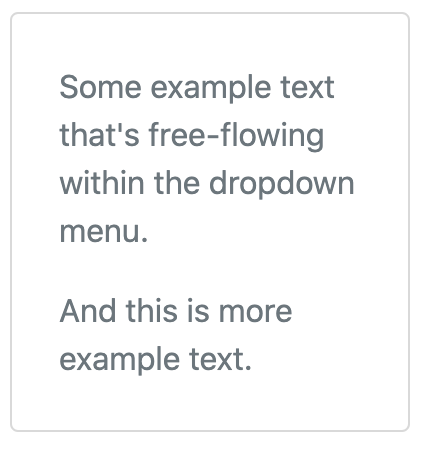 Some example text
that's free-flowing
within the dropdown
menu.
And this is more
example text.